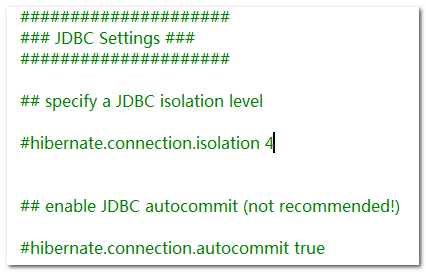 #####################
### JDBC Settings ###
#####################
## specify a JDBC isolation level
#hibernate.connection.isolation 4
## enable JDBC autocommit (not recommended!)
#hibernate.connection.autocommit true